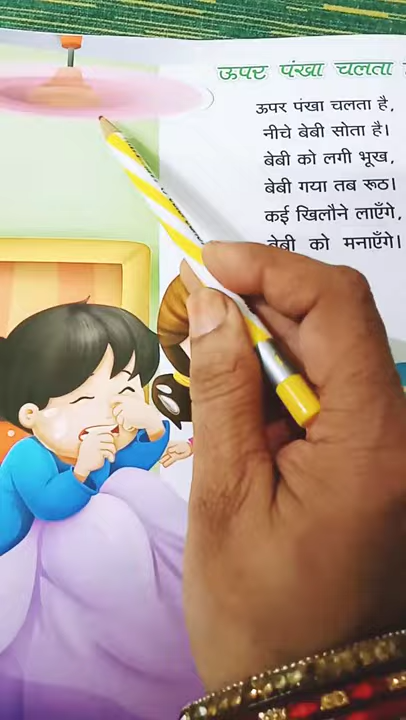 ऊपर पंखा चलता
ऊपर पंखा चलता है,
नीचे बेबी सोता है।
बेबी को लगी भूख,
बेबी गया तब रूठ।
कई खिलौने लाएँगे,
बेबी को मनाएँगे।